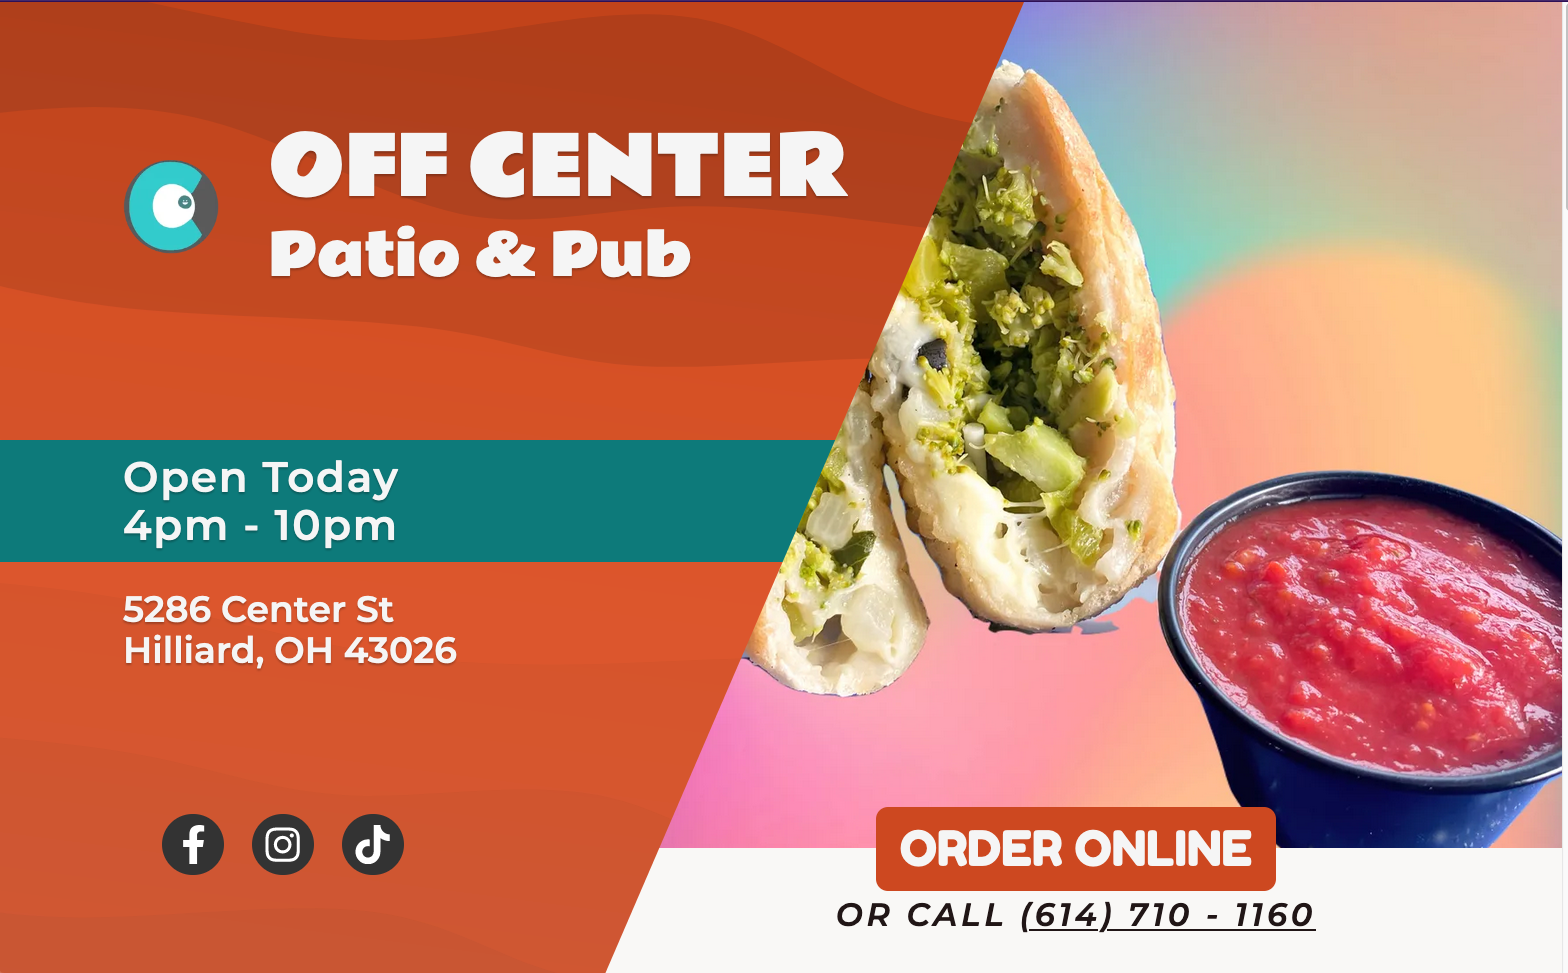 OFF CENTER
Patio & Pub
Open Today
4pm - 10pm
5286 Center St
Hilliard, OH 43026
ORDER ONLINE
OR CALL (614) 710 - 1160